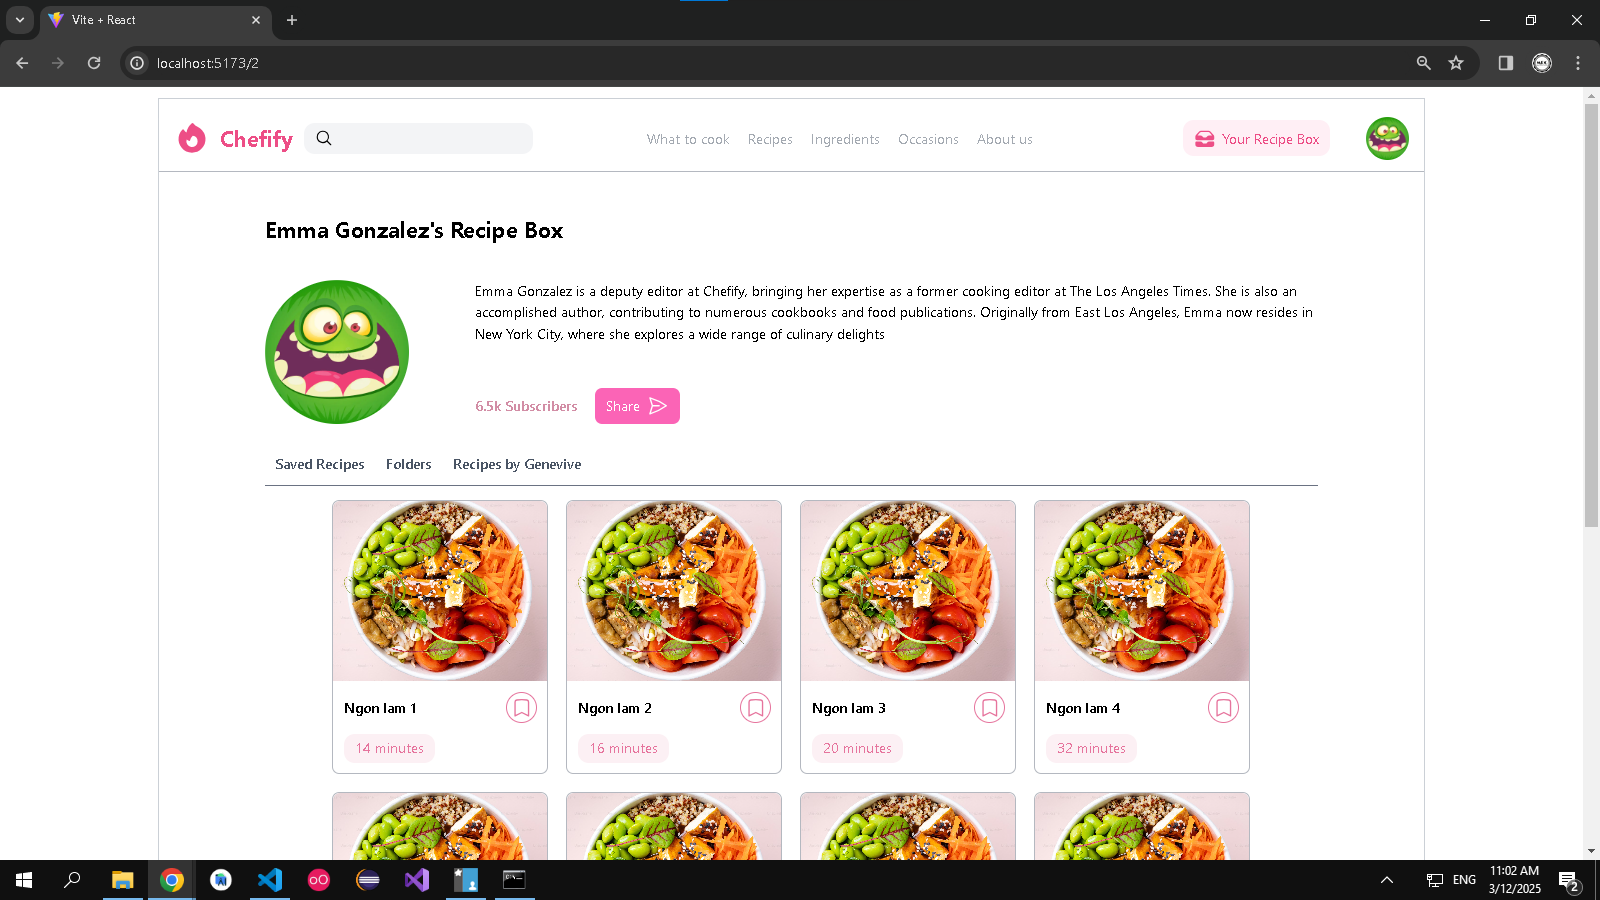 Vite + React
localhost:5173/2
Chefify
What to cook
Recipes
Ingredients
Occasions
About us
Your Recipe Box
Emma Gonzalez's Recipe Box
Emma Gonzalez is a deputy editor at Chefify, bringing her expertise as a former cooking editor at The Los Angeles Times. She is also an
accomplished author, contributing to numerous cookbooks and food publications. Originally from East Los Angeles, Emma now resides in
New York City, where she explores a wide range of culinary delights
6.5k Subscribers
Share
Saved Recipes
Folders
Recipes by Genevive
Ngon lam 1
Ngon lam 2
Ngon lam 3
Ngon lam 4
14 minutes
16 minutes
20 minutes
32 minutes
ENG
11:02 AM
3/12/2025
2